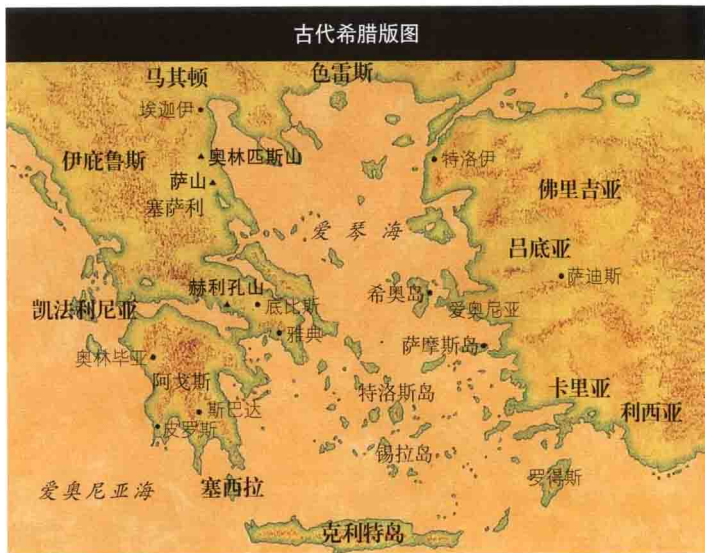 古代希腊版图
马其顿
色雷斯
埃迦伊
伊庇鲁斯
奥林匹斯山
特洛伊
萨山
佛里吉亚
塞萨利
爱琴海
吕底亚
萨迪斯
赫利孔山
希奥岛
凯法利尼亚
底比斯
爱奥尼亚
雅典
萨摩斯岛
奥林毕亚
阿戈斯
特洛斯岛
卡里亚
斯巴达
利西亚
皮罗斯
锡拉岛
罗得斯
爱奥尼亚海
塞西拉
克利特岛